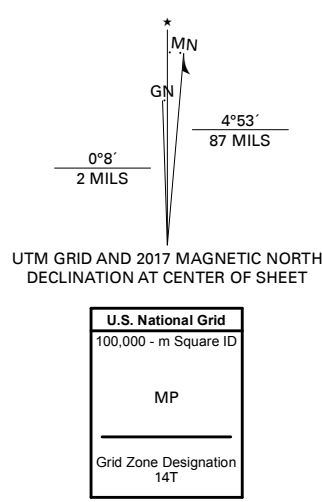 ★
MN
GN
4°53´
87 MILS
0°8´
2 MILS
UTM GRID AND 2017 MAGNETIC NORTH
DECLINATION AT CENTER OF SHEET
U.S. National Grid
100,000 - m Square ID
MP
Grid Zone Designation
14T